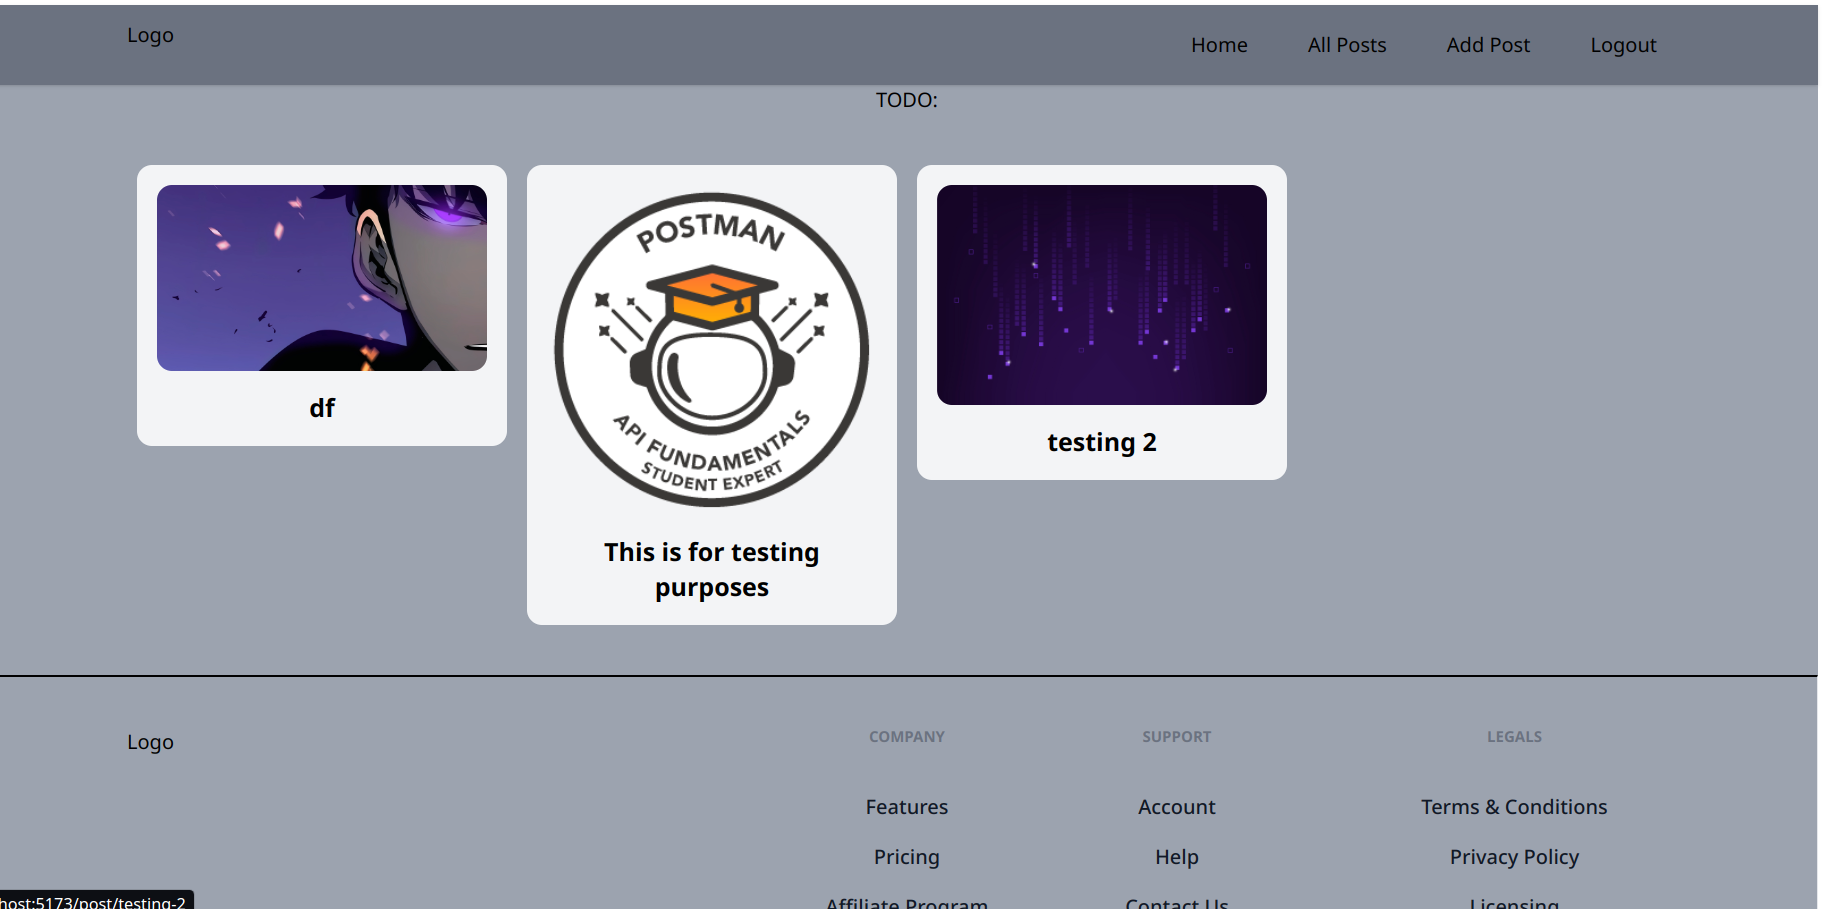 Logo
Home All Posts Add Post Logout
TODO:
df
POSTMAN
API FUNDAMENTALS
STUDENT EXPERT
This is for testing
purposes
testing 2
Logo
COMPANY SUPPORT LEGALS
Features Account Terms & Conditions
Pricing Help Privacy Policy
Affiliate Program Contact Us Licensing
host:5173/post/testing-2